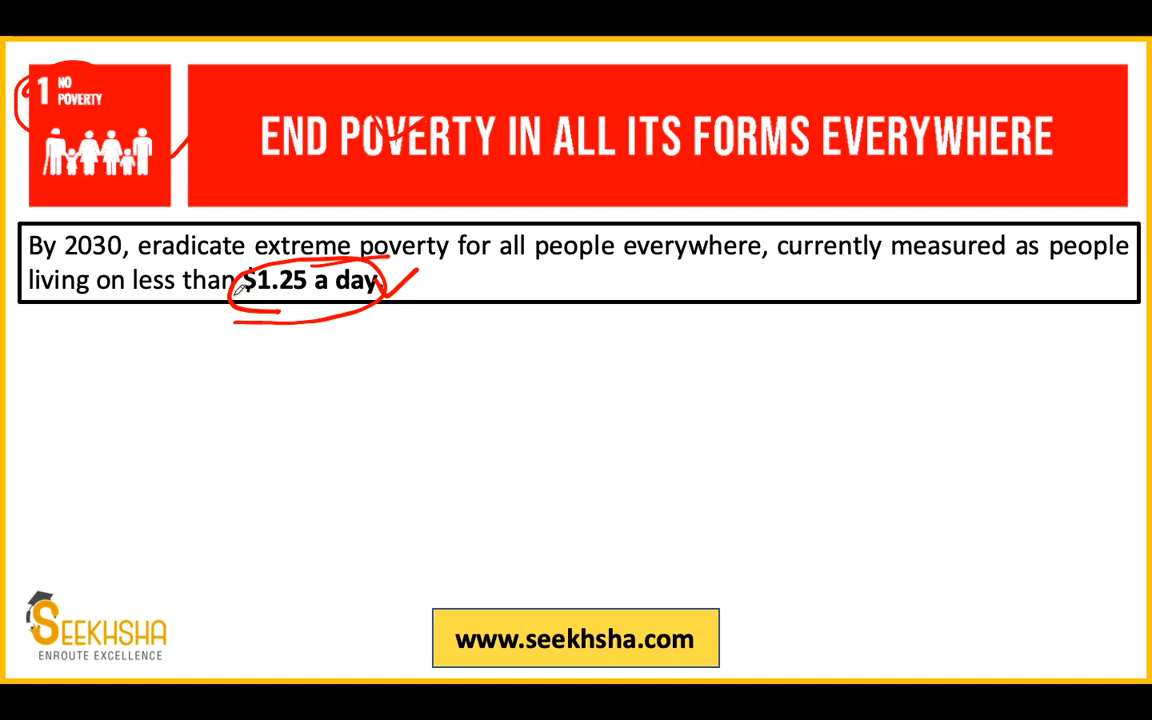 1 NO
POVERTY
END POVERTY IN ALL ITS FORMS EVERYWHERE
By 2030, eradicate extreme poverty for all people everywhere, currently measured as people
living on less than $1.25 a day.
SEEKHSHA
ENROUTE EXCELLENCE
www.seekhsha.com